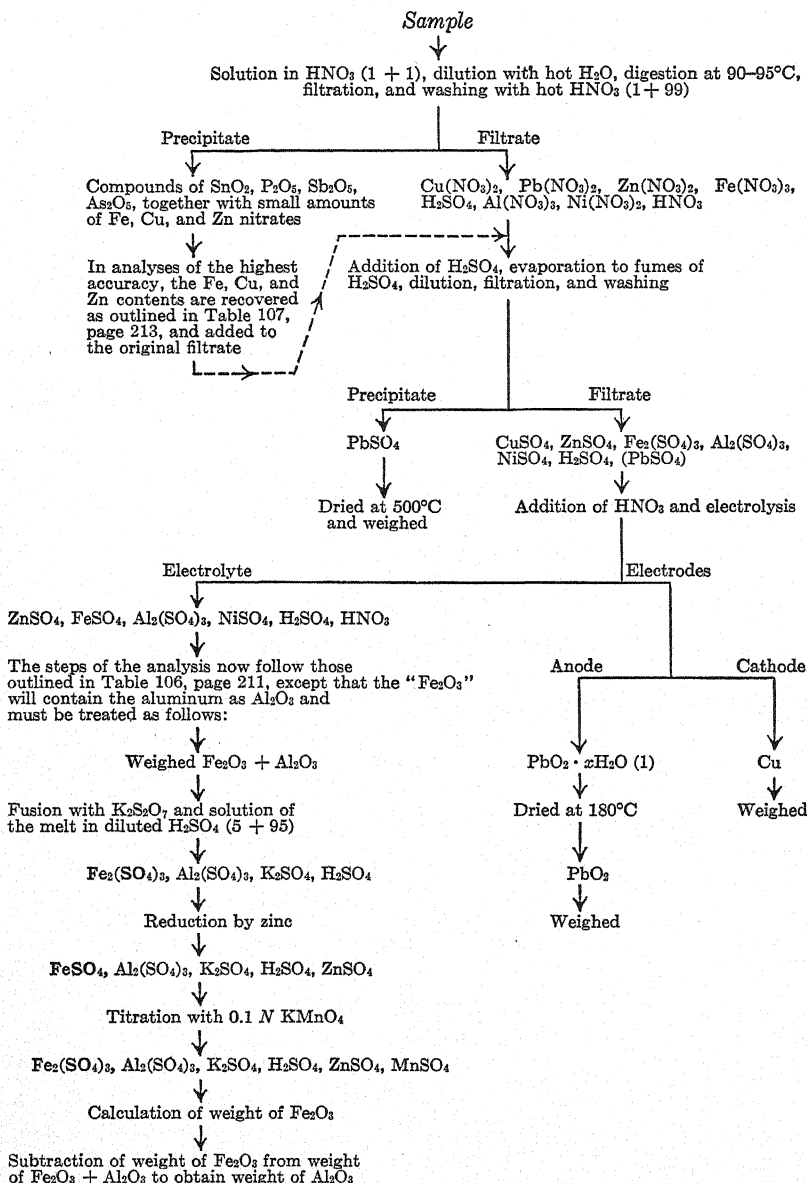 Sample
Solution in HNO₃ (1 + 1), dilution with hot H₂O, digestion at 90–95°C,
filtration, and washing with hot HNO₃ (1 + 99)
Precipitate
Filtrate
Compounds of SnO₂, P₂O₅, Sb₂O₅,
As₂O₅, together with small amounts
of Fe, Cu, and Zn nitrates
Cu(NO₃)₂, Pb(NO₃)₂, Zn(NO₃)₂, Fe(NO₃)₃,
H₂SO₄, Al(NO₃)₃, Ni(NO₃)₂, HNO₃
In analyses of the highest
accuracy, the Fe, Cu, and
Zn contents are recovered
as outlined in Table 107,
page 213, and added to
the original filtrate
Addition of H₂SO₄, evaporation to fumes of
H₂SO₄, dilution, filtration, and washing
Precipitate
Filtrate
PbSO₄
CuSO₄, ZnSO₄, Fe₂(SO₄)₃, Al₂(SO₄)₃,
NiSO₄, H₂SO₄, (PbSO₄)
Dried at 500°C
and weighed
Addition of HNO₃ and electrolysis
Electrolyte
Electrodes
ZnSO₄, FeSO₄, Al₂(SO₄)₃, NiSO₄, H₂SO₄, HNO₃
The steps of the analysis now follow those
outlined in Table 106, page 211, except that the "Fe₂O₃"
will contain the aluminum as Al₂O₃ and
must be treated as follows:
Anode
Cathode
Weighed Fe₂O₃ + Al₂O₃
PbO₂ · xH₂O (1)
Cu
Fusion with K₂S₂O₇ and solution of
the melt in diluted H₂SO₄ (5 + 95)
Dried at 180°C
Weighed
Fe₂(SO₄)₃, Al₂(SO₄)₃, K₂SO₄, H₂SO₄
PbO₂
Reduction by zinc
Weighed
FeSO₄, Al₂(SO₄)₃, K₂SO₄, H₂SO₄, ZnSO₄
Titration with 0.1 N KMnO₄
Fe₂(SO₄)₃, Al₂(SO₄)₃, K₂SO₄, H₂SO₄, ZnSO₄, MnSO₄
Calculation of weight of Fe₂O₃
Subtraction of weight of Fe₂O₃ from weight
of Fe₂O₃ + Al₂O₃ to obtain weight of Al₂O₃